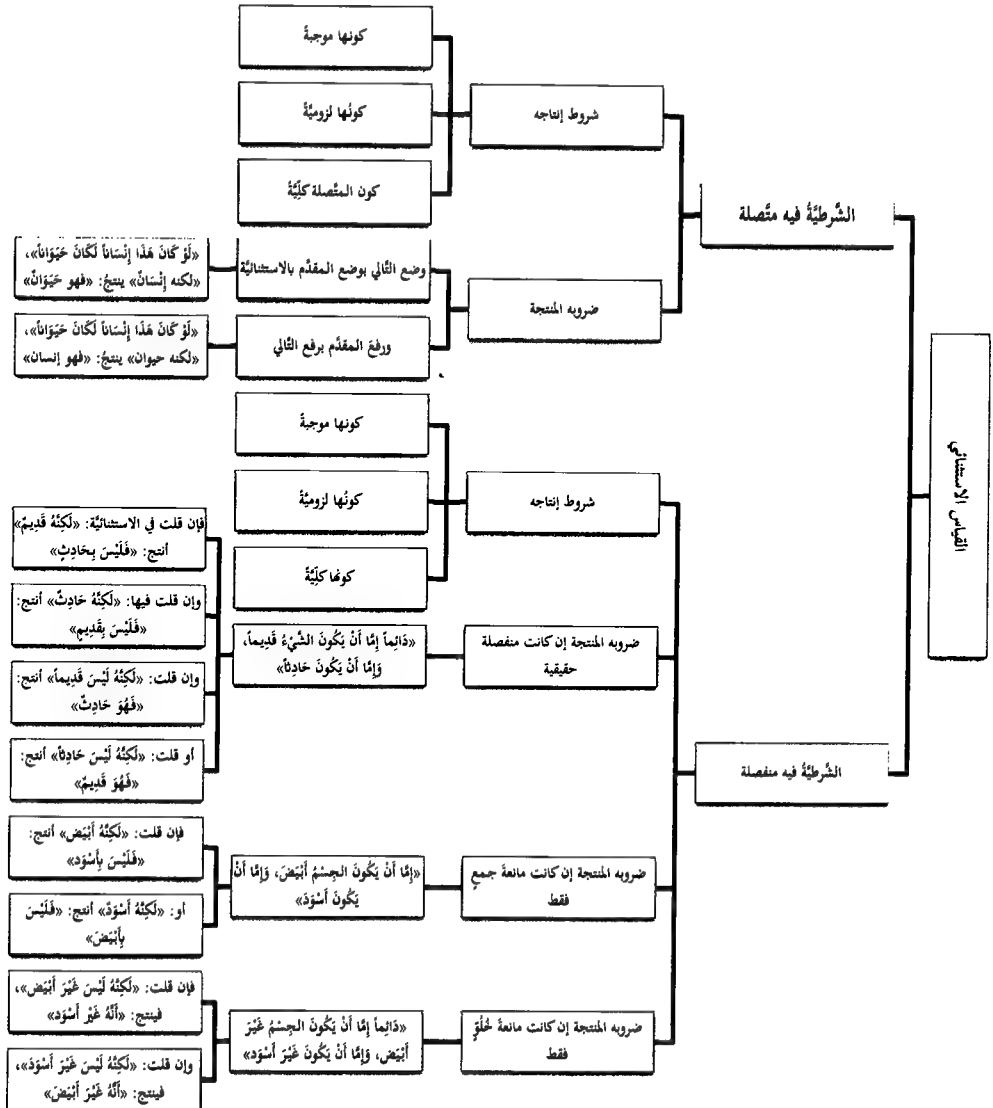 القياس الاستثنائي
الشَّرطيَّةُ فيه متَّصلة
شروط إنتاجه
كونها موجبةً
كونُها لزوميَّةً
كون المتَّصلة كلِّيَّةً
ضروبه المنتجة
وضع التَّالي بوضع المقدَّم بالاستثنائيَّة
«لَوْ كَانَ هَذَا إِنْسَاناً لَكَانَ حَيَوَاناً»،
«لكنه إِنْسَانٌ» ينتجُ: «فهو حَيَوَانٌ»
ورفعَ المقدَّم برفع التَّالي
«لَوْ كَانَ هَذَا إِنْسَاناً لَكَانَ حَيَوَاناً»،
«لكنه حيوان» ينتجُ: «فهو إنسان»
الشَّرطيَّةُ فيه منفصلة
شروط إنتاجه
كونها موجبةً
كونُها لزوميَّةً
كونها كلِّيَّةً
ضروبه المنتجة إن كانت منفصلة
حقيقية
«دَائِماً إِمَّا أَنْ يَكُونَ الشَّيْءُ قَدِيماً،
وَإِمَّا أَنْ يَكُونَ حَادِثاً»
فإن قلت في الاستثنائيَّة: «لَكِنَّهُ قَدِيمٌ»
أنتج: «فَلَيْسَ بِحَادِثٍ»
وإن قلت فيها: «لَكِنَّهُ حَادِثٌ» أنتج:
«فَلَيْسَ بِقَدِيمٍ»
وإن قلت: «لَكِنَّهُ لَيْسَ قَدِيماً» أنتج:
«فَهُوَ حَادِثٌ»
أو قلت: «لَكِنَّهُ لَيْسَ حَادِثاً» أنتج:
«فَهُوَ قَدِيمٌ»
ضروبه المنتجة إن كانت مانعةَ جمعٍ
فقط
«إِمَّا أَنْ يَكُونَ الجِسْمُ أَبْيَضَ، وَإِمَّا أَنْ
يَكُونَ أَسْوَدَ»
فإن قلت: «لَكِنَّهُ أَبْيَض» أنتج:
«فَلَيْسَ بِأَسْوَد»
أو: «لَكِنَّهُ أَسْوَدُ» أنتج: «فَلَيْسَ
بِأَبْيَضَ»
ضروبه المنتجة إن كانت مانعةَ خُلُوٍّ
فقط
«دَائِماً إِمَّا أَنْ يَكُونَ الجِسْمُ غَيْرَ
أَبْيَضَ، وَإِمَّا أَنْ يَكُونَ غَيْرَ أَسْوَد»
فإن قلت: «لَكِنَّهُ لَيْسَ غَيْرَ أَبْيَض»،
فينتج: «أَنَّهُ غَيْر أَسْوَد»
وإن قلت: «لَكِنَّهُ لَيْسَ غَيْرَ أَسْوَدَ»،
فينتج: «أَنَّهُ غَيْرُ أَبْيَضَ»